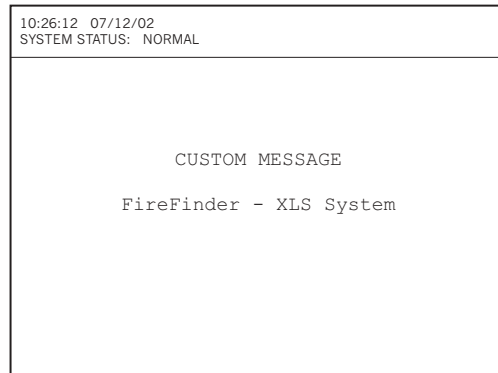 10:26:12 07/12/02
SYSTEM STATUS: NORMAL
CUSTOM MESSAGE
FireFinder - XLS System